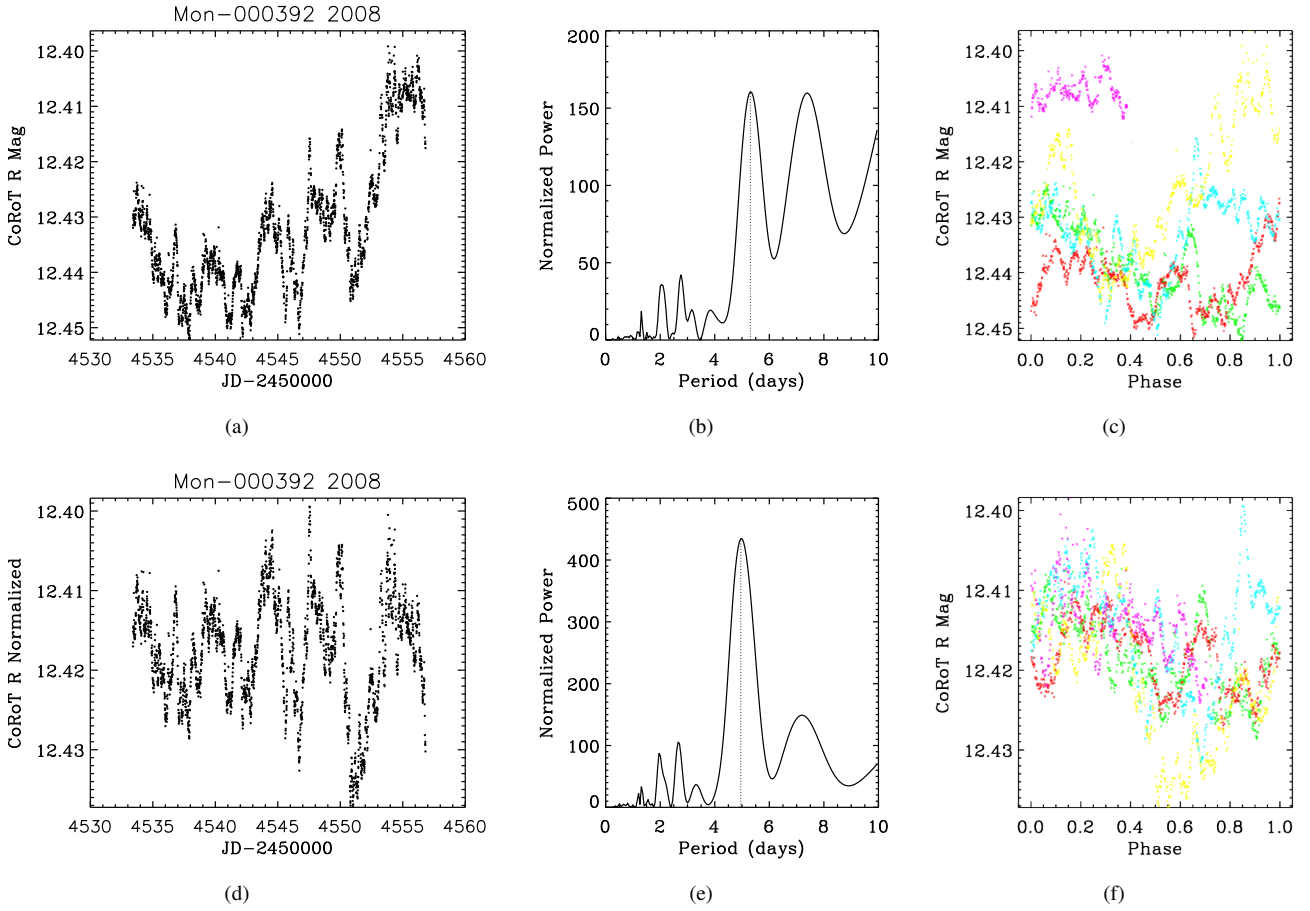 Mon-000392 2008
CoRoT R Mag
12.40
12.41
12.42
12.43
12.44
12.45
4530 4535 4540 4545 4550 4555 4560
JD-2450000
(a)
Normalized Power
200
150
100
50
0
0 2 4 6 8 10
Period (days)
(b)
CoRoT R Mag
12.40
12.41
12.42
12.43
12.44
12.45
0.0 0.2 0.4 0.6 0.8 1.0
Phase
(c)
Mon-000392 2008
CoRoT R Normalized
12.40
12.41
12.42
12.43
4530 4535 4540 4545 4550 4555 4560
JD-2450000
(d)
Normalized Power
500
400
300
200
100
0
0 2 4 6 8 10
Period (days)
(e)
CoRoT R Mag
12.40
12.41
12.42
12.43
0.0 0.2 0.4 0.6 0.8 1.0
Phase
(f)